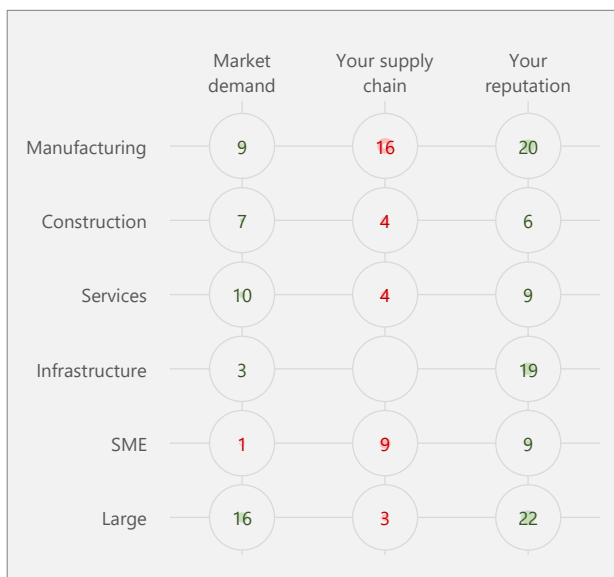 Market
demand
Your supply
chain
Your
reputation
Manufacturing 9 16 20
Construction 7 4 6
Services 10 4 9
Infrastructure 3 19
SME 1 9 9
Large 16 3 22